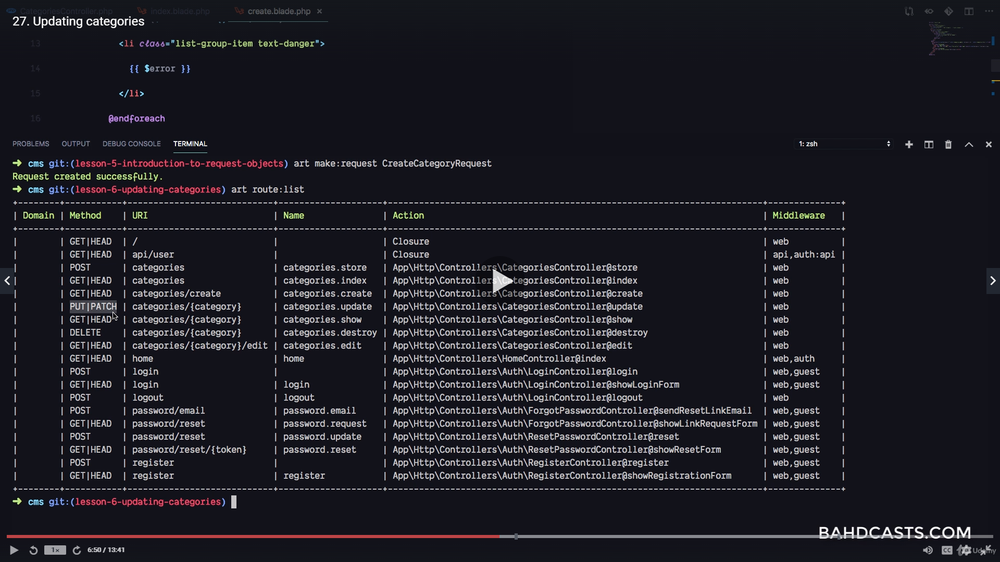 CategoriesController.php index.blade.php create.blade.php ×
27. Updating categories
13 <li class="list-group-item text-danger">
14 {{ $error }}
15 </li>
16 @endforeach
PROBLEMS OUTPUT DEBUG CONSOLE TERMINAL 1: zsh
➜ cms git:(lesson-5-introduction-to-request-objects) art make:request CreateCategoryRequest
Request created successfully.
➜ cms git:(lesson-6-updating-categories) art route:list
| Domain | Method | URI | Name | Action | Middleware |
| | GET|HEAD | / | | Closure | web |
| | GET|HEAD | api/user | | Closure | api,auth:api |
| | POST | categories | categories.store | App\Http\Controllers\CategoriesController@store | web |
| | GET|HEAD | categories | categories.index | App\Http\Controllers\CategoriesController@index | web |
| | GET|HEAD | categories/create | categories.create | App\Http\Controllers\CategoriesController@create | web |
| | PUT|PATCH | categories/{category} | categories.update | App\Http\Controllers\CategoriesController@update | web |
| | GET|HEAD | categories/{category} | categories.show | App\Http\Controllers\CategoriesController@show | web |
| | DELETE | categories/{category} | categories.destroy | App\Http\Controllers\CategoriesController@destroy | web |
| | GET|HEAD | categories/{category}/edit | categories.edit | App\Http\Controllers\CategoriesController@edit | web |
| | GET|HEAD | home | home | App\Http\Controllers\HomeController@index | web,auth |
| | POST | login | | App\Http\Controllers\Auth\LoginController@login | web,guest |
| | GET|HEAD | login | login | App\Http\Controllers\Auth\LoginController@showLoginForm | web,guest |
| | POST | logout | logout | App\Http\Controllers\Auth\LoginController@logout | web |
| | POST | password/email | password.email | App\Http\Controllers\Auth\ForgotPasswordController@sendResetLinkEmail | web,guest |
| | GET|HEAD | password/reset | password.request | App\Http\Controllers\Auth\ForgotPasswordController@showLinkRequestForm | web,guest |
| | POST | password/reset | password.update | App\Http\Controllers\Auth\ResetPasswordController@reset | web,guest |
| | GET|HEAD | password/reset/{token} | password.reset | App\Http\Controllers\Auth\ResetPasswordController@showResetForm | web,guest |
| | POST | register | | App\Http\Controllers\Auth\RegisterController@register | web,guest |
| | GET|HEAD | register | register | App\Http\Controllers\Auth\RegisterController@showRegistrationForm | web,guest |
➜ cms git:(lesson-6-updating-categories)
BAHDCASTS.COM
1x 6:50 / 13:41 CC Udemy